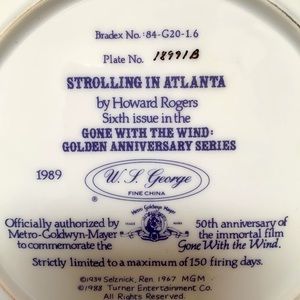 Bradex No.:84-G20-1.6
Plate No. 18991B
STROLLING IN ATLANTA
by Howard Rogers
Sixth issue in the
GONE WITH THE WIND:
GOLDEN ANNIVERSARY SERIES
1989
W. L. George
FINE CHINA
®
Metro Goldwyn Mayer
Officially authorized by
Metro-Goldwyn-Mayer
to commemorate the
50th anniversary of
the immortal film
Gone With the Wind.
Strictly limited to a maximum of 150 firing days.
©1939 Selznick, Ren. 1967 MGM
©1988 Turner Entertainment Co.
All Rights Reserved.